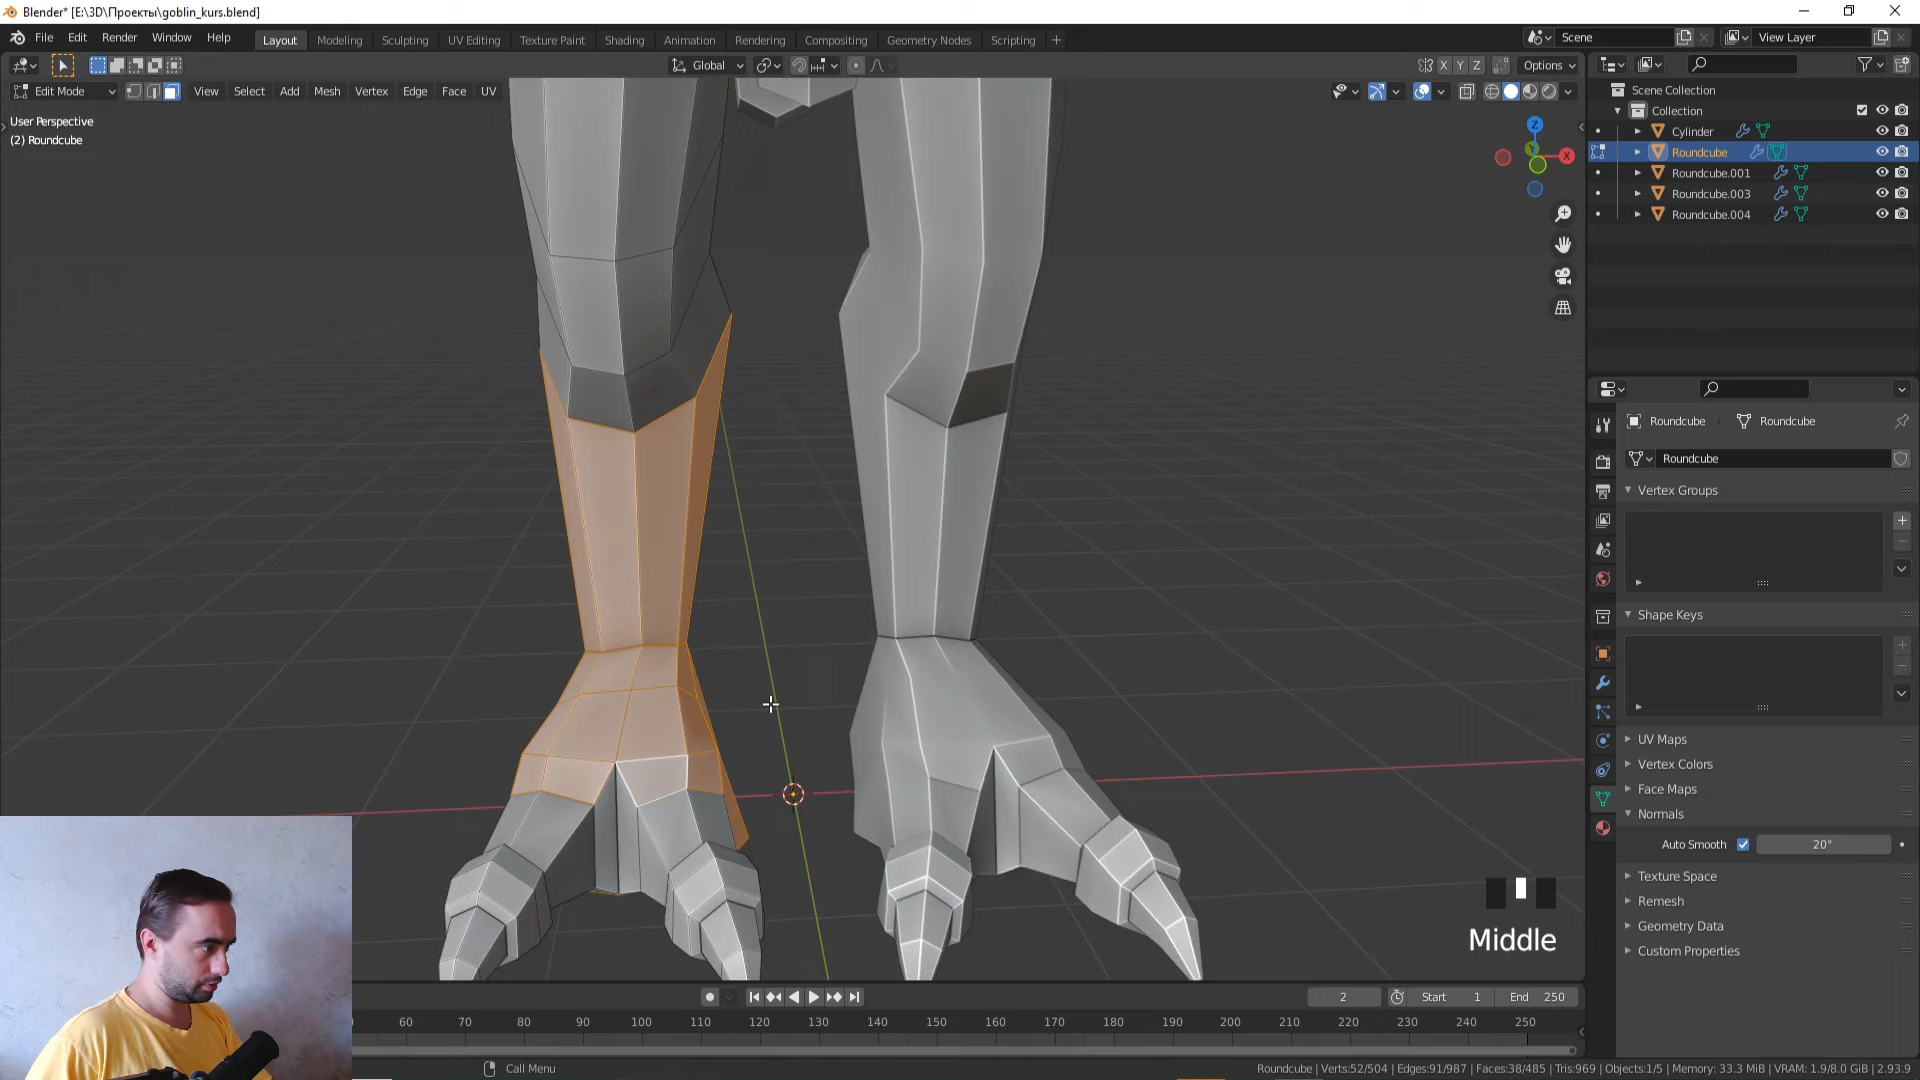 Blender* [E:\3D\Проекты\goblin_kurs.blend]
File Edit Render Window Help
Layout Modeling Sculpting UV Editing Texture Paint Shading Animation Rendering Compositing Geometry Nodes Scripting +
Scene View Layer
Global X Y Z Options
Edit Mode View Select Add Mesh Vertex Edge Face UV
User Perspective
(2) Roundcube
Z
Y
X
Scene Collection
Collection
Cylinder
Roundcube
Roundcube.001
Roundcube.003
Roundcube.004
Roundcube Roundcube
Roundcube
Vertex Groups
Shape Keys
UV Maps
Vertex Colors
Face Maps
Normals
Auto Smooth 20°
Texture Space
Remesh
Geometry Data
Custom Properties
Middle
2 Start 1 End 250
60 70 80 90 100 110 120 130 140 150 160 170 180 190 200 210 220 230 240 250
Call Menu
Roundcube | Verts:52/504 | Edges:91/987 | Faces:38/485 | Tris:969 | Objects:1/5 | Memory: 33.3 MiB | VRAM: 1.9/8.0 GiB | 2.93.9